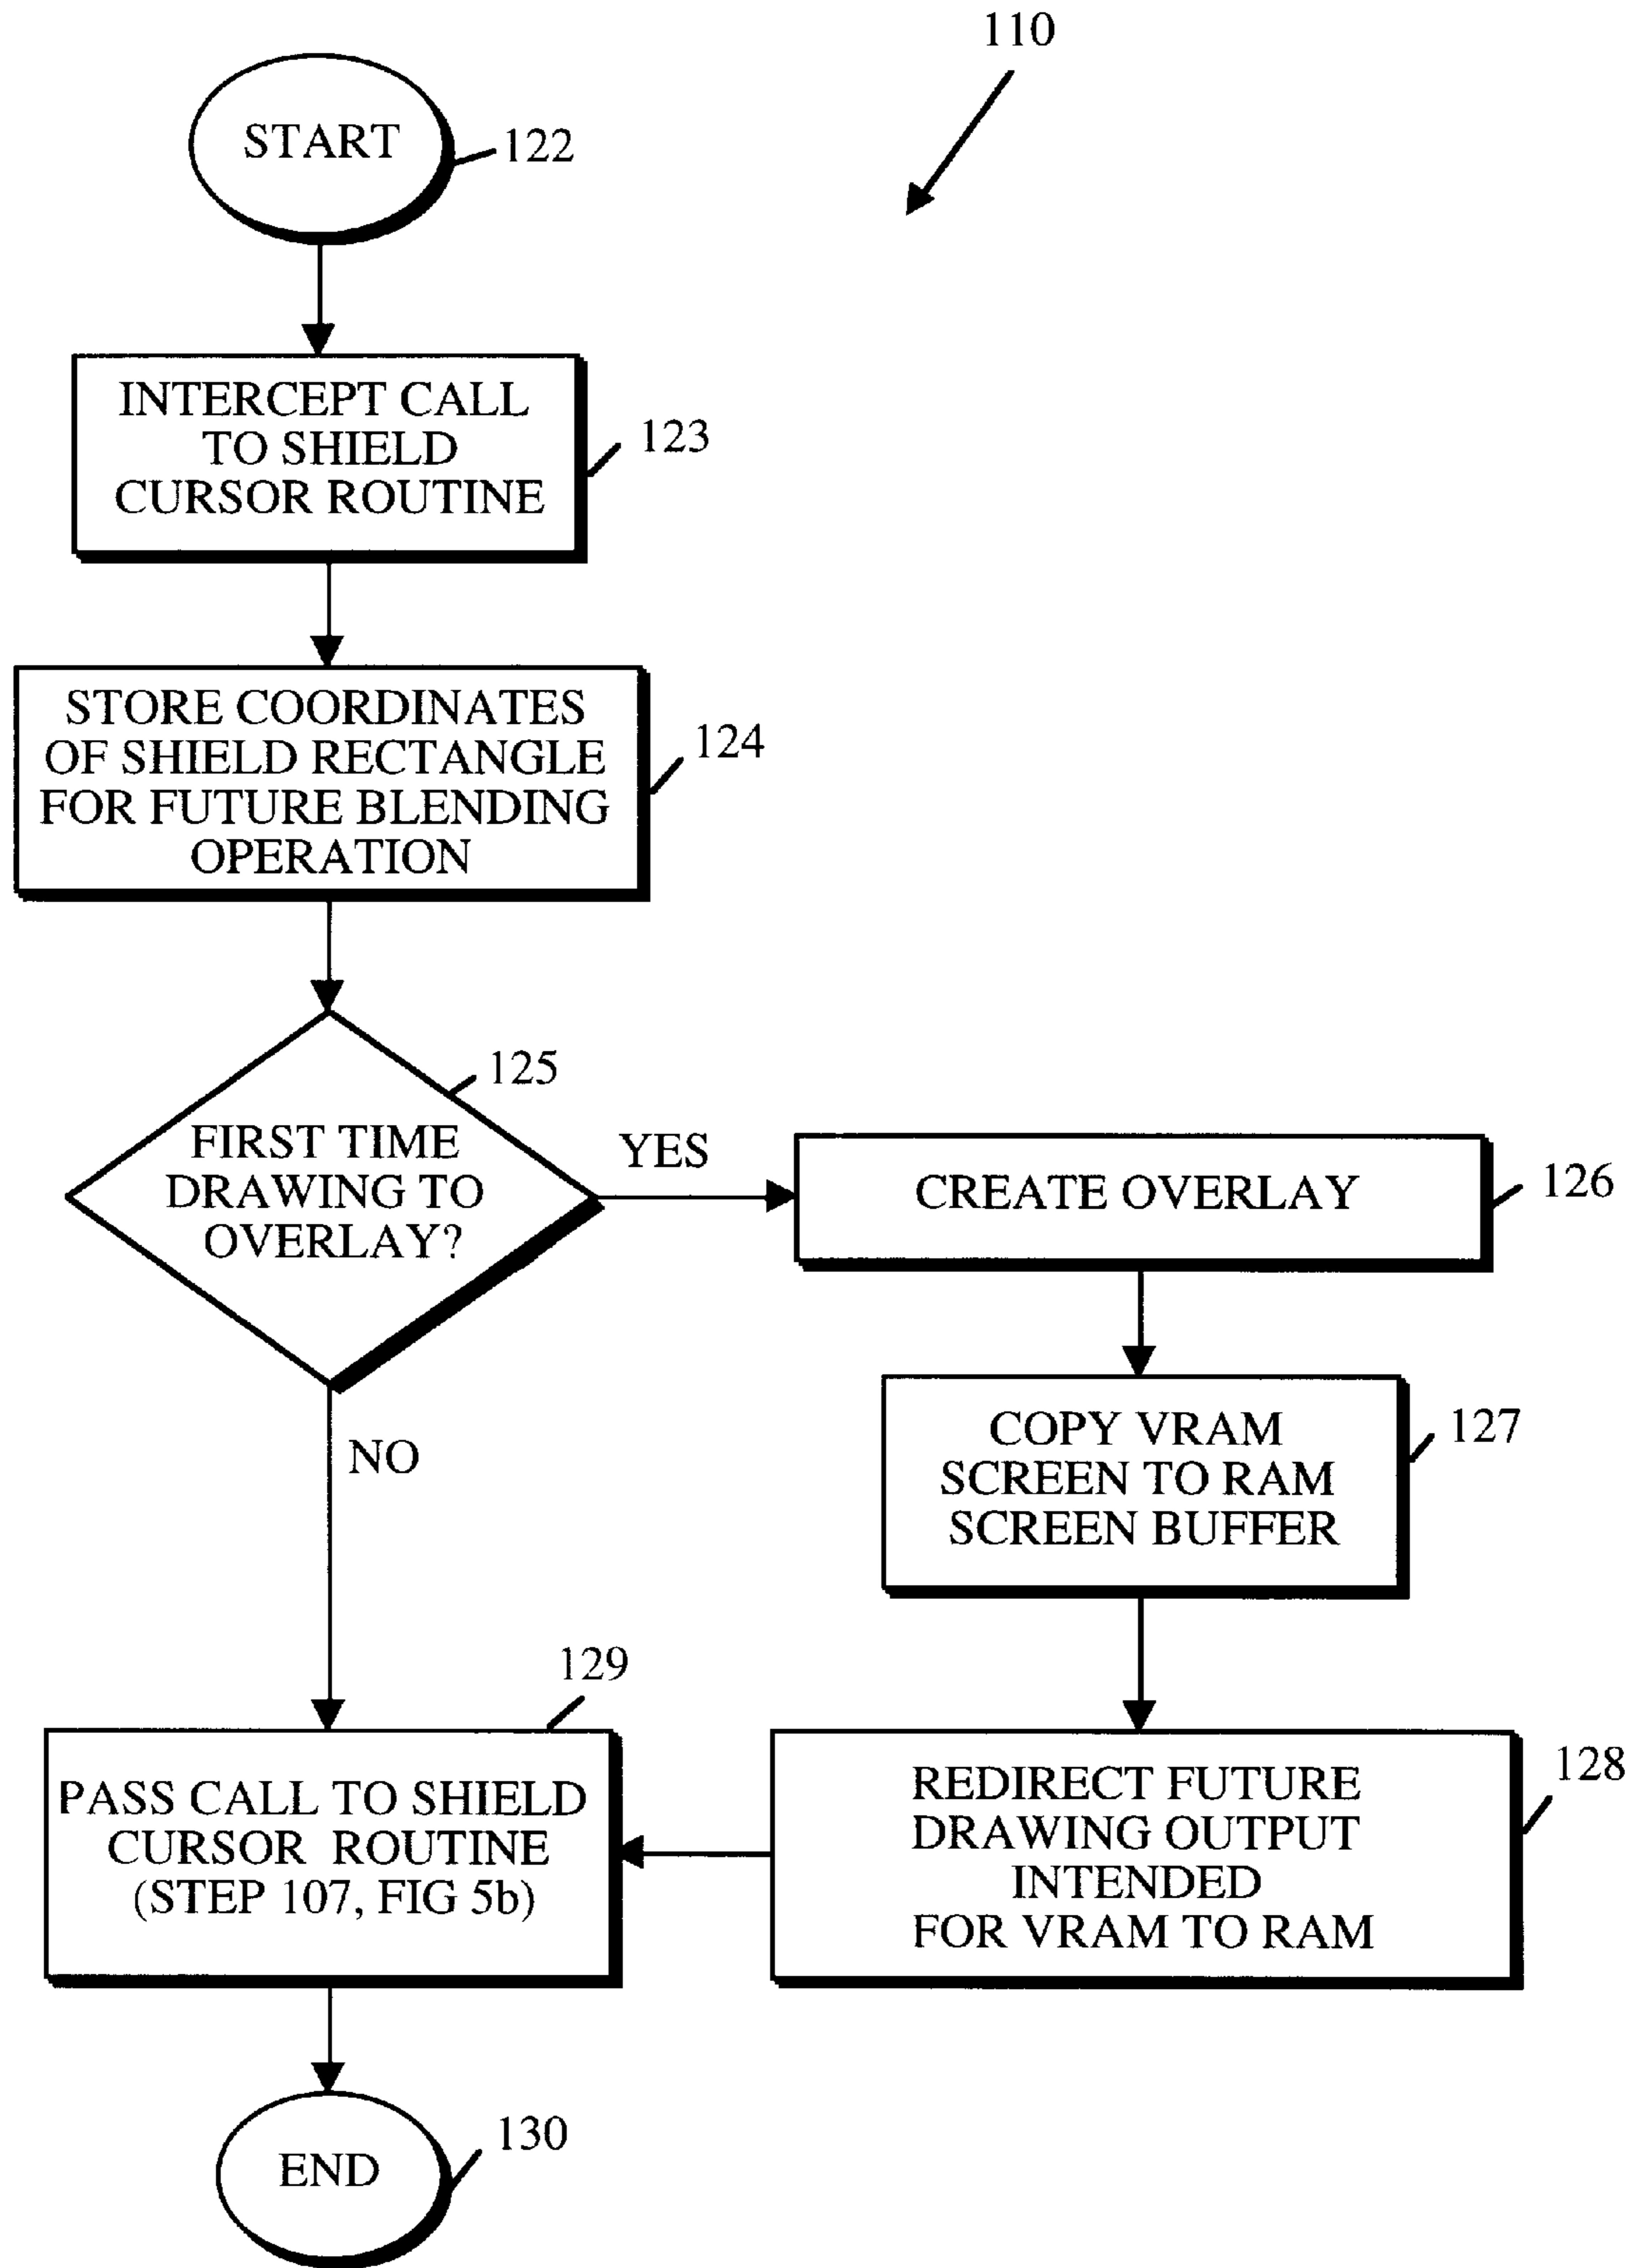 110
START
122
INTERCEPT CALL
TO SHIELD
CURSOR ROUTINE
123
STORE COORDINATES
OF SHIELD RECTANGLE
FOR FUTURE BLENDING
OPERATION
124
125
FIRST TIME
DRAWING TO
OVERLAY?
YES
NO
CREATE OVERLAY
126
COPY VRAM
SCREEN TO RAM
SCREEN BUFFER
127
REDIRECT FUTURE
DRAWING OUTPUT
INTENDED
FOR VRAM TO RAM
128
129
PASS CALL TO SHIELD
CURSOR ROUTINE
(STEP 107, FIG 5b)
END
130